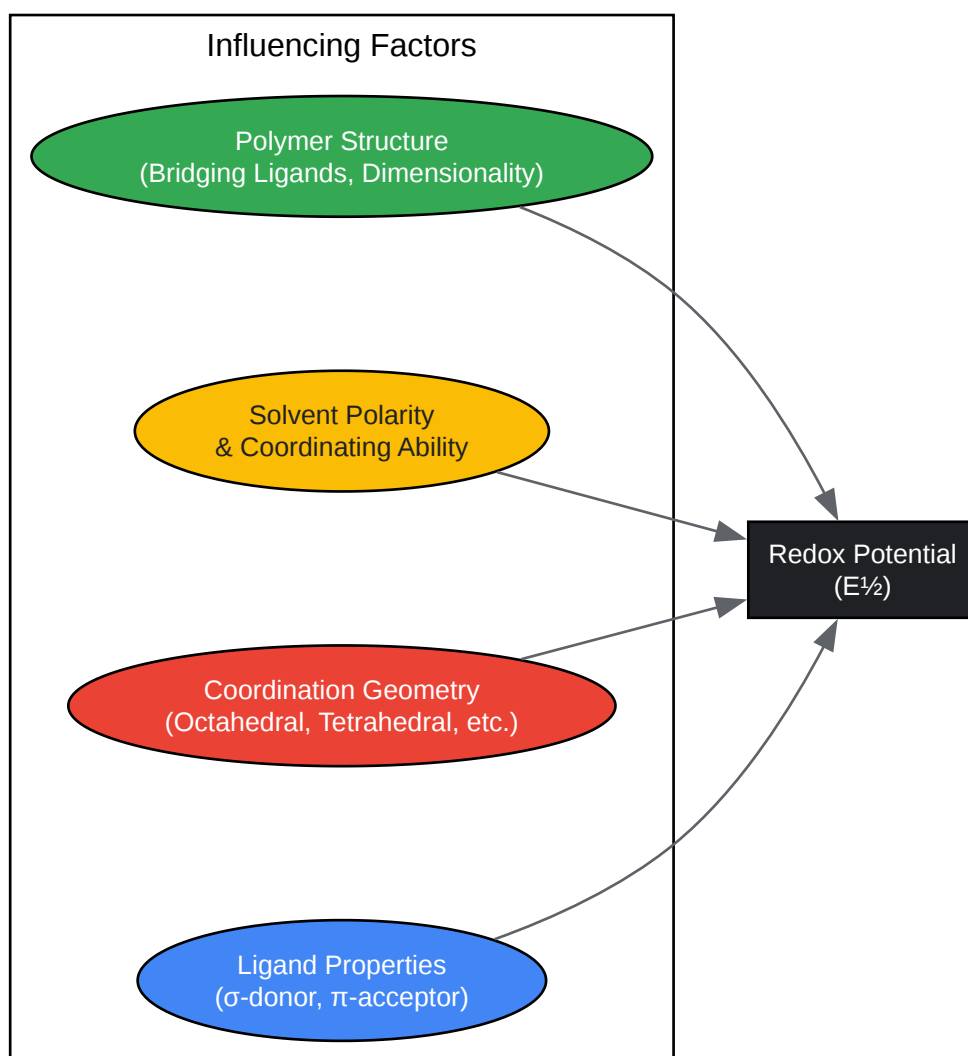 Influencing Factors
Polymer Structure
(Bridging Ligands, Dimensionality)
Solvent Polarity
& Coordinating Ability
Redox Potential
(E½)
Coordination Geometry
(Octahedral, Tetrahedral, etc.)
Ligand Properties
(σ-donor, π-acceptor)